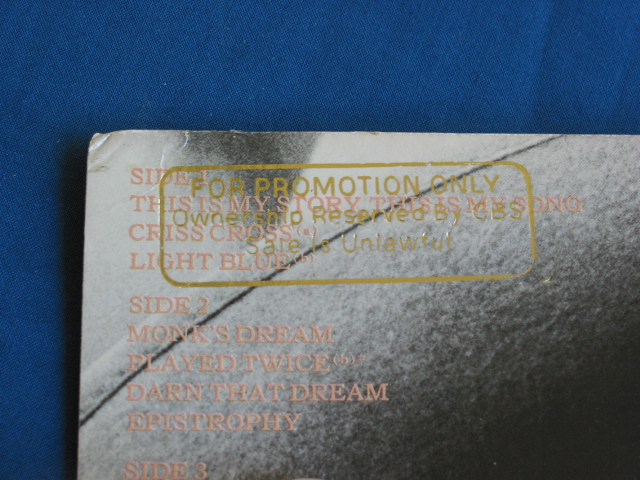 SIDE 1
FOR PROMOTION ONLY
THIS IS MY STORY, THIS IS MY SONG
Ownership Reserved By CBS
CRISS CROSS(a)
Sale Is Unlawful
LIGHT BLUE(b)
SIDE 2
MONK'S DREAM
PLAYED TWICE(b)*
DARN THAT DREAM
EPISTROPHY
SIDE 3